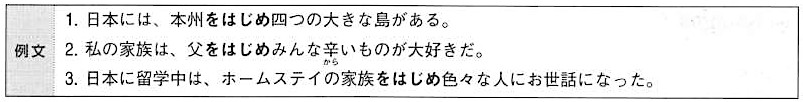 例文
1. 日本には、本州をはじめ四つの大きな島がある。
2. 私の家族は、父をはじめみんな辛いものが大好きだ。
から
3. 日本に留学中は、ホームステイの家族をはじめ色々な人にお世話になった。